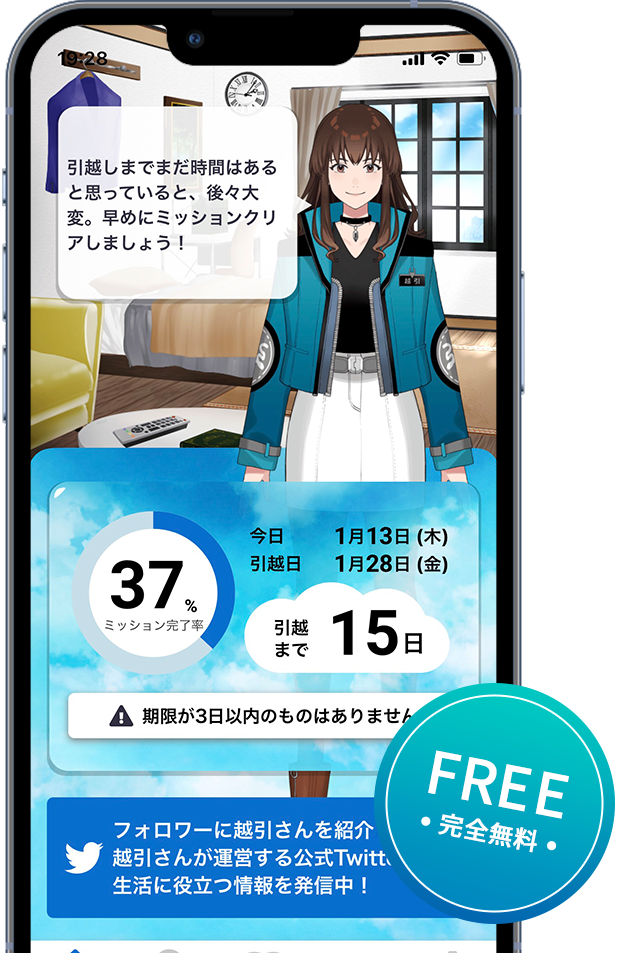 19:28
引越しまでまだ時間はある
と思っていると、後々大
変。早めにミッションクリ
アしましょう！
越引
37%
ミッション完了率
今日 1月13日 (木)
引越日 1月28日 (金)
引越
まで 15日
期限が3日以内のものはありません
FREE
・完全無料・
フォロワーに越引さんを紹介
越引さんが運営する公式Twitte
生活に役立つ情報を発信中！